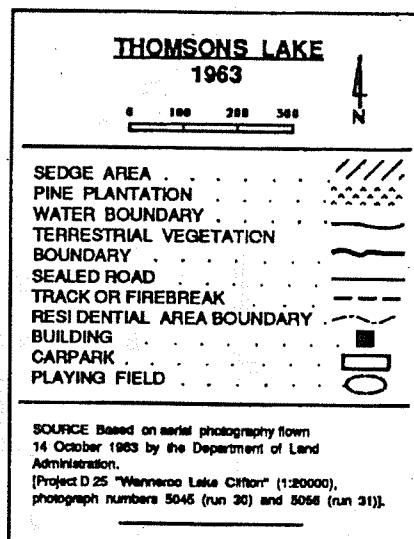 THOMSONS LAKE
1963
0 100 200 300
N
SEDGE AREA . . . . . .
PINE PLANTATION . . . . .
WATER BOUNDARY . . . .
TERRESTRIAL VEGETATION
BOUNDARY . . . . . .
SEALED ROAD . . . . .
TRACK OR FIREBREAK . . .
RESIDENTIAL AREA BOUNDARY .
BUILDING . . . . . . .
CARPARK . . . . . .
PLAYING FIELD . . . . .
SOURCE Based on aerial photography flown
14 October 1963 by the Department of Land
Administration.
[Project D 25 "Wanneroo Lake Clifton" (1:20000),
photograph numbers 5045 (run 30) and 5056 (run 31)].